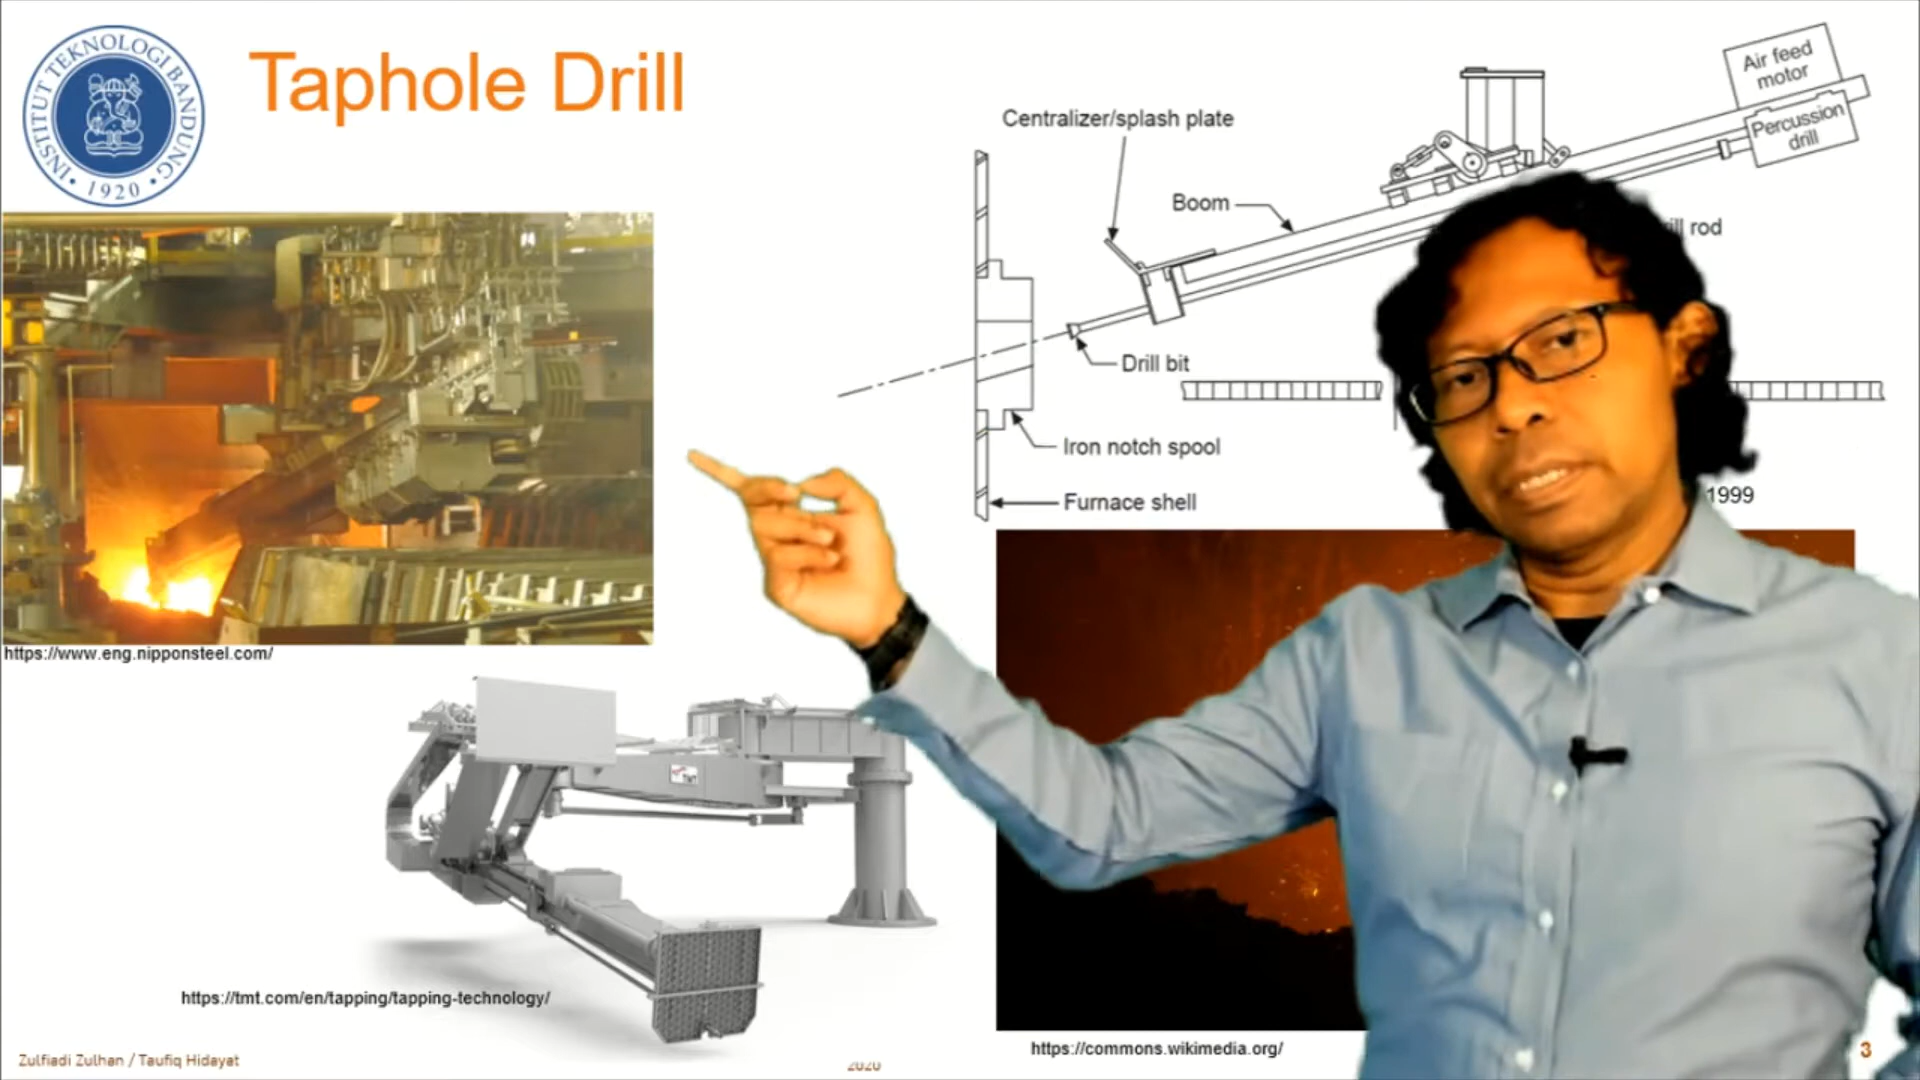 INSTITUT TEKNOLOGI BANDUNG
1920
Taphole Drill
Air feed
motor
Percussion
drill
Centralizer/splash plate
Boom
rod
Drill bit
Iron notch spool
Furnace shell
1999
https://www.eng.nipponsteel.com/
TMT
https://tmt.com/en/tapping/tapping-technology/
https://commons.wikimedia.org/
Zulfiadi Zulhan / Taufiq Hidayat
2020
3